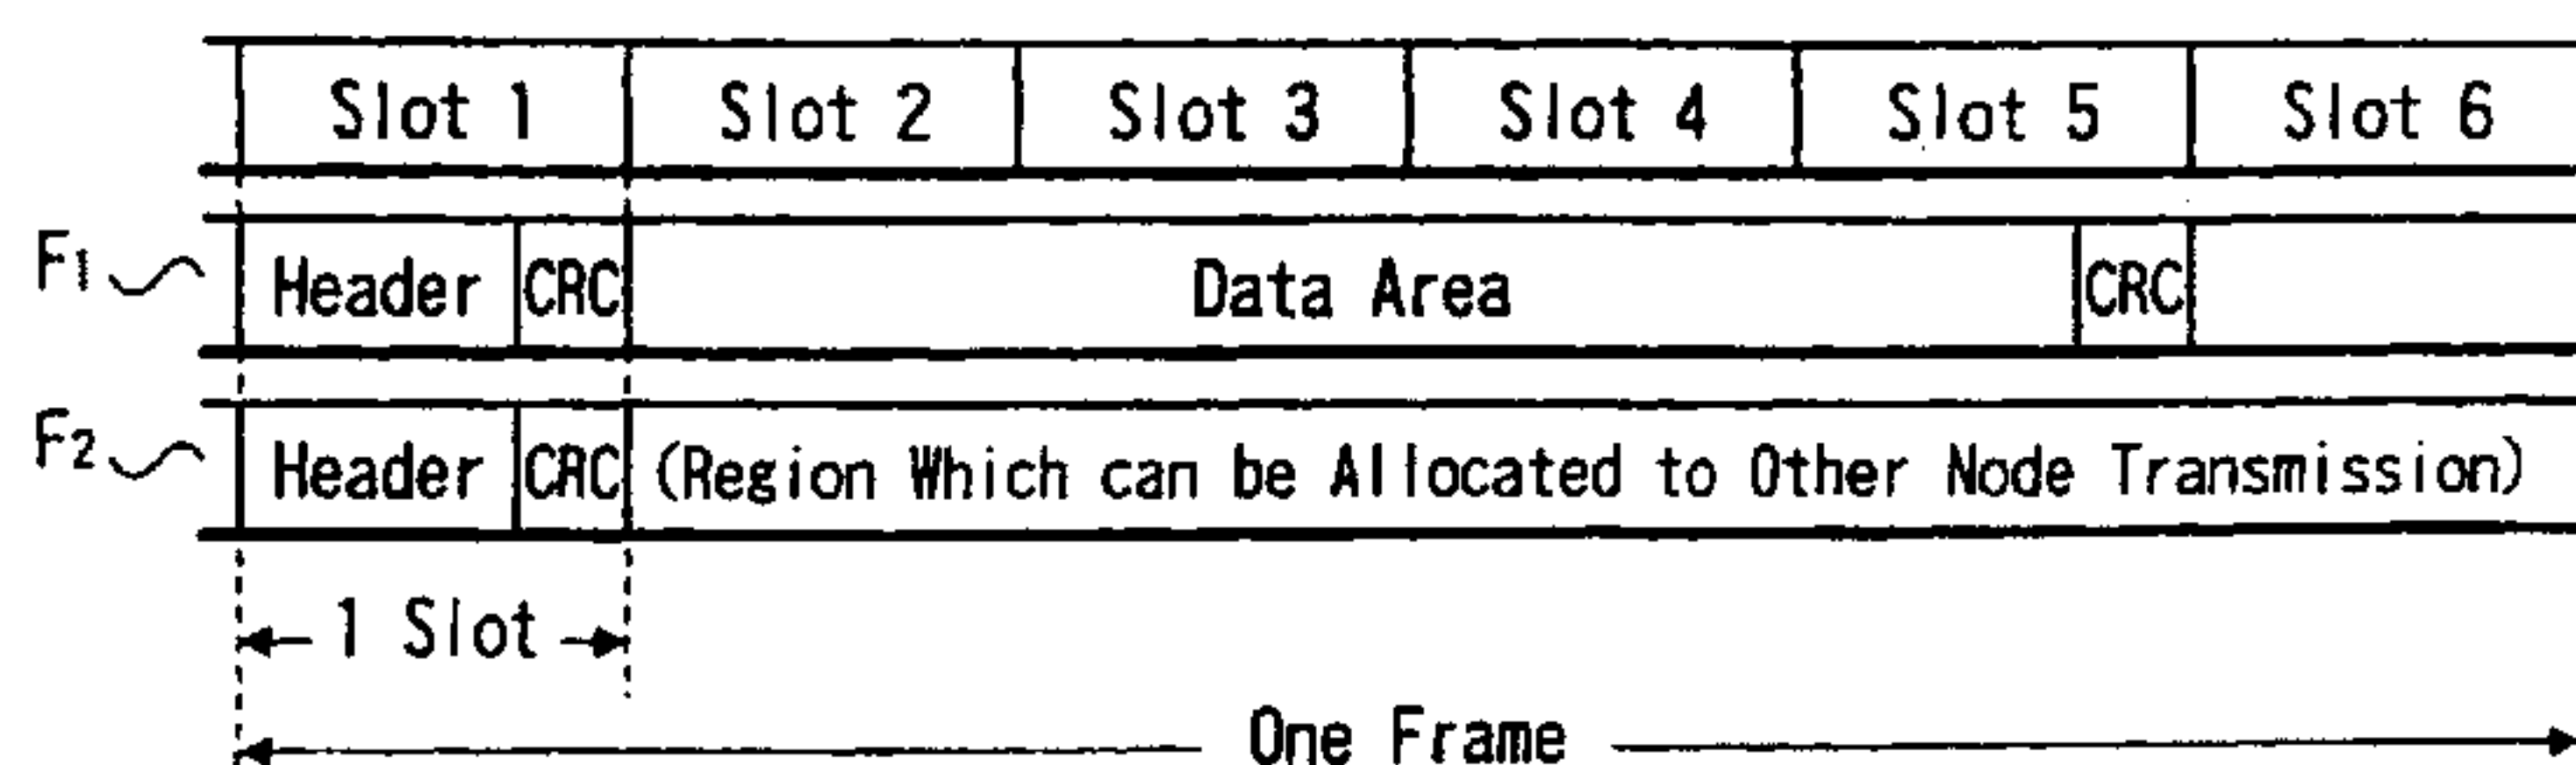 Slot 1 Slot 2 Slot 3 Slot 4 Slot 5 Slot 6
F1 Header CRC Data Area CRC
F2 Header CRC (Region Which can be Allocated to Other Node Transmission)
1 Slot
One Frame